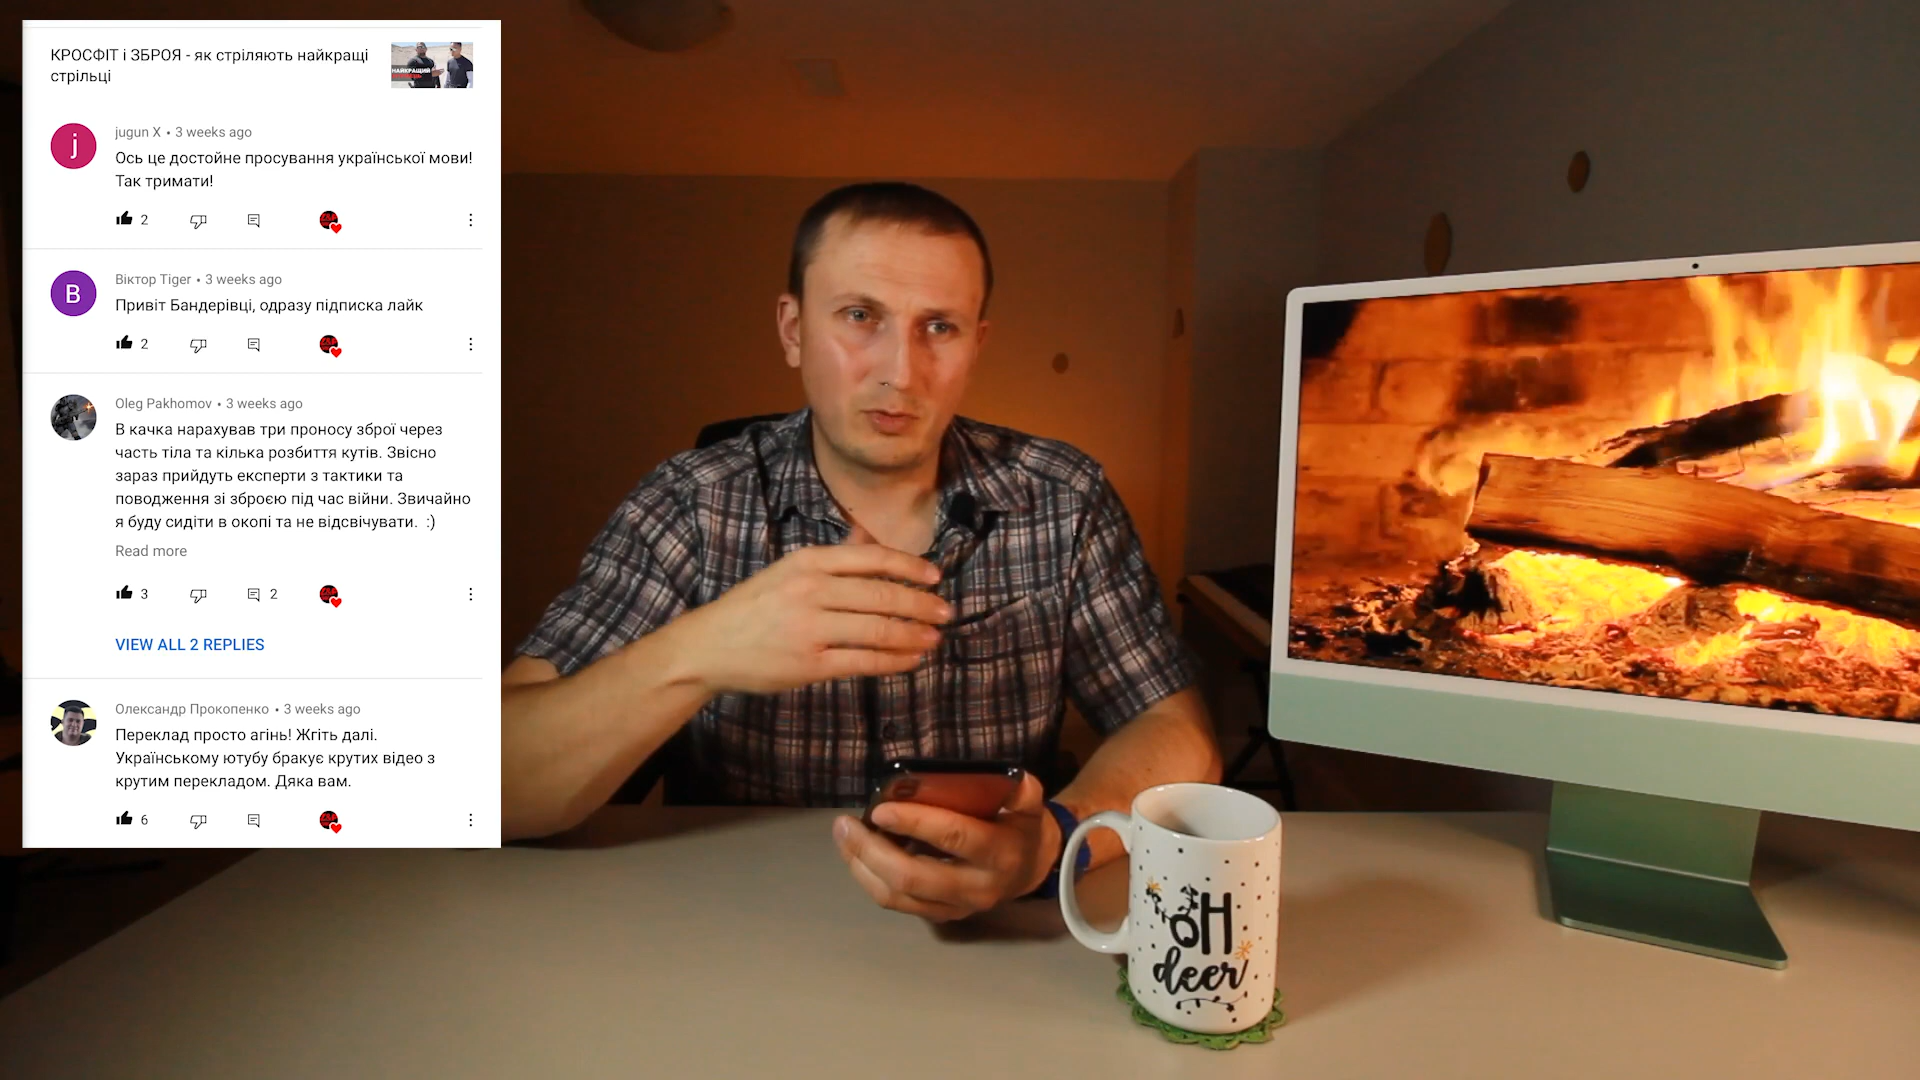 КРОСФІТ і ЗБРОЯ - як стріляють найкращі
стрільці
НАЙКРАЩИЙ
jugun X • 3 weeks ago
Ось це достойне просування української мови!
Так тримати!
2
Віктор Tiger • 3 weeks ago
Привіт Бандерівці, одразу підписка лайк
2
Oleg Pakhomov • 3 weeks ago
В качка нарахував три проносу зброї через
часть тіла та кілька розбиття кутів. Звісно
зараз прийдуть експерти з тактики та
поводження зі зброєю під час війни. Звичайно
я буду сидіти в окопі та не відсвічувати. :)
Read more
3 2
VIEW ALL 2 REPLIES
Олександр Прокопенко • 3 weeks ago
Переклад просто агінь! Жгіть далі.
Українському ютубу бракує крутих відео з
крутим перекладом. Дяка вам.
6
j
В
OH
deer